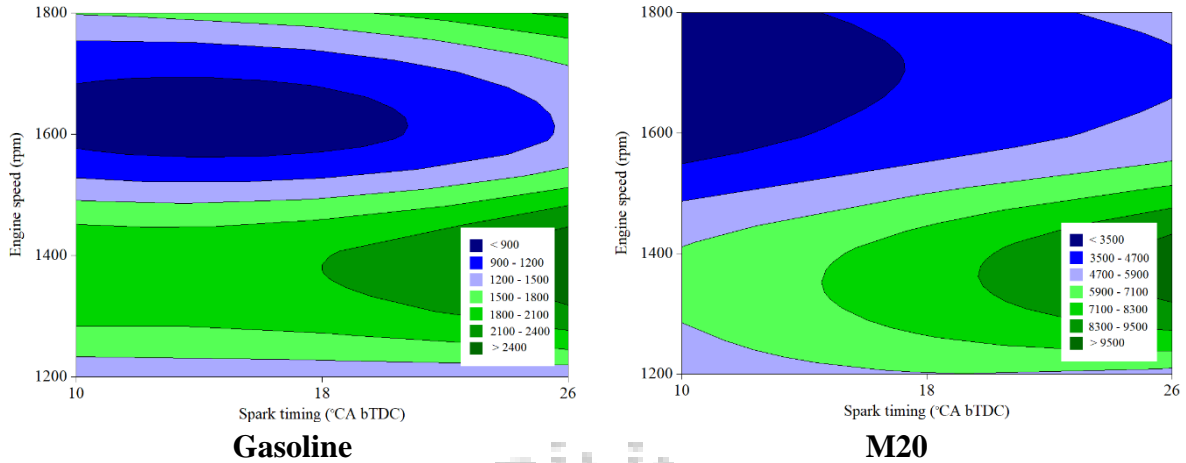 1800
1600
1400
1200
Engine speed (rpm)
10
18
26
Spark timing (°CA bTDC)
< 900
900 - 1200
1200 - 1500
1500 - 1800
1800 - 2100
2100 - 2400
> 2400
Gasoline
1800
1600
1400
1200
Engine speed (rpm)
10
18
26
Spark timing (°CA bTDC)
< 3500
3500 - 4700
4700 - 5900
5900 - 7100
7100 - 8300
8300 - 9500
> 9500
M20